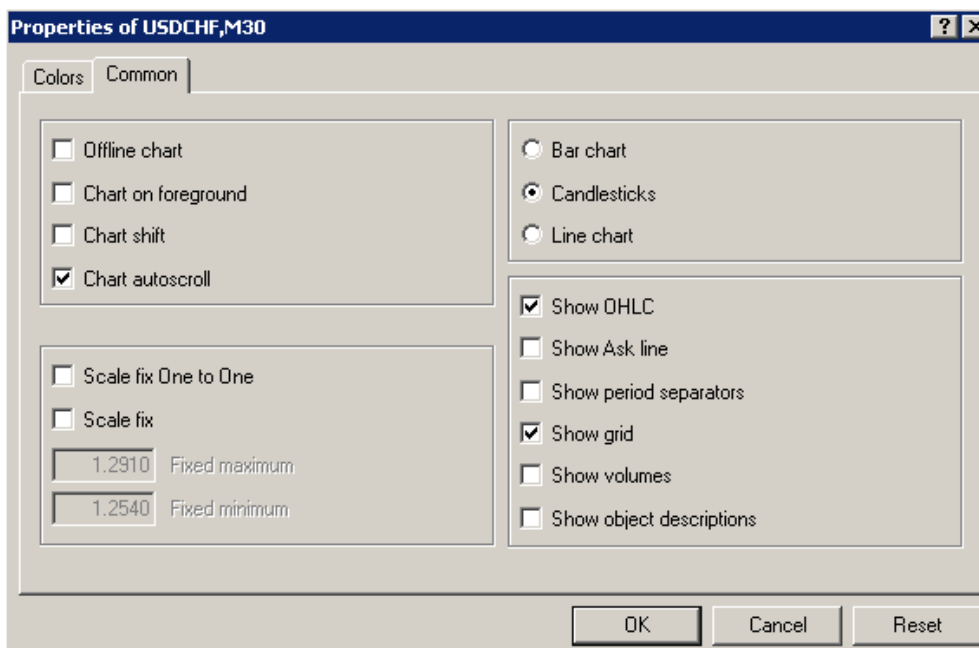 Properties of USDCHF,M30
Colors Common
Offline chart
Chart on foreground
Chart shift
Chart autoscroll
Scale fix One to One
Scale fix
1.2910 Fixed maximum
1.2540 Fixed minimum
Bar chart
Candlesticks
Line chart
Show OHLC
Show Ask line
Show period separators
Show grid
Show volumes
Show object descriptions
OK Cancel Reset